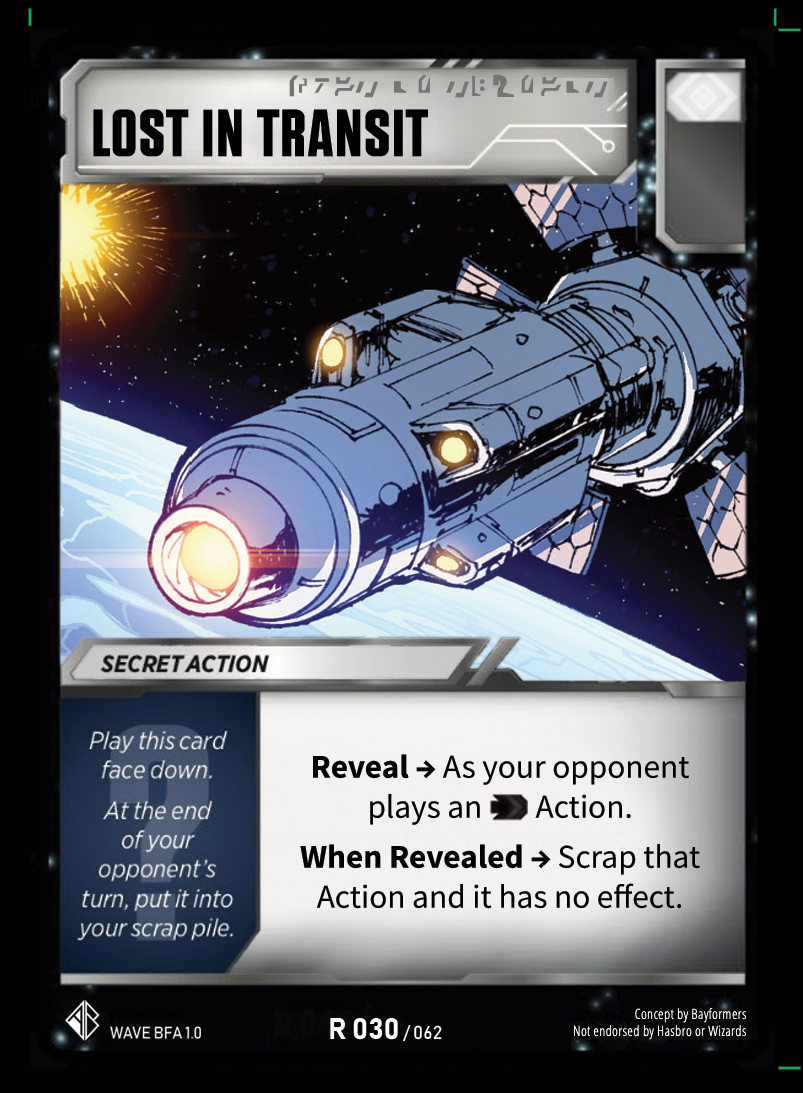 LOST IN TRANSIT
SECRET ACTION
Play this card
face down.
At the end
of your
opponent's
turn, put it into
your scrap pile.
Reveal → As your opponent
plays an Action.
When Revealed → Scrap that
Action and it has no effect.
WAVE BFA 1.0
R 030/062
Concept by Bayformers
Not endorsed by Hasbro or Wizards